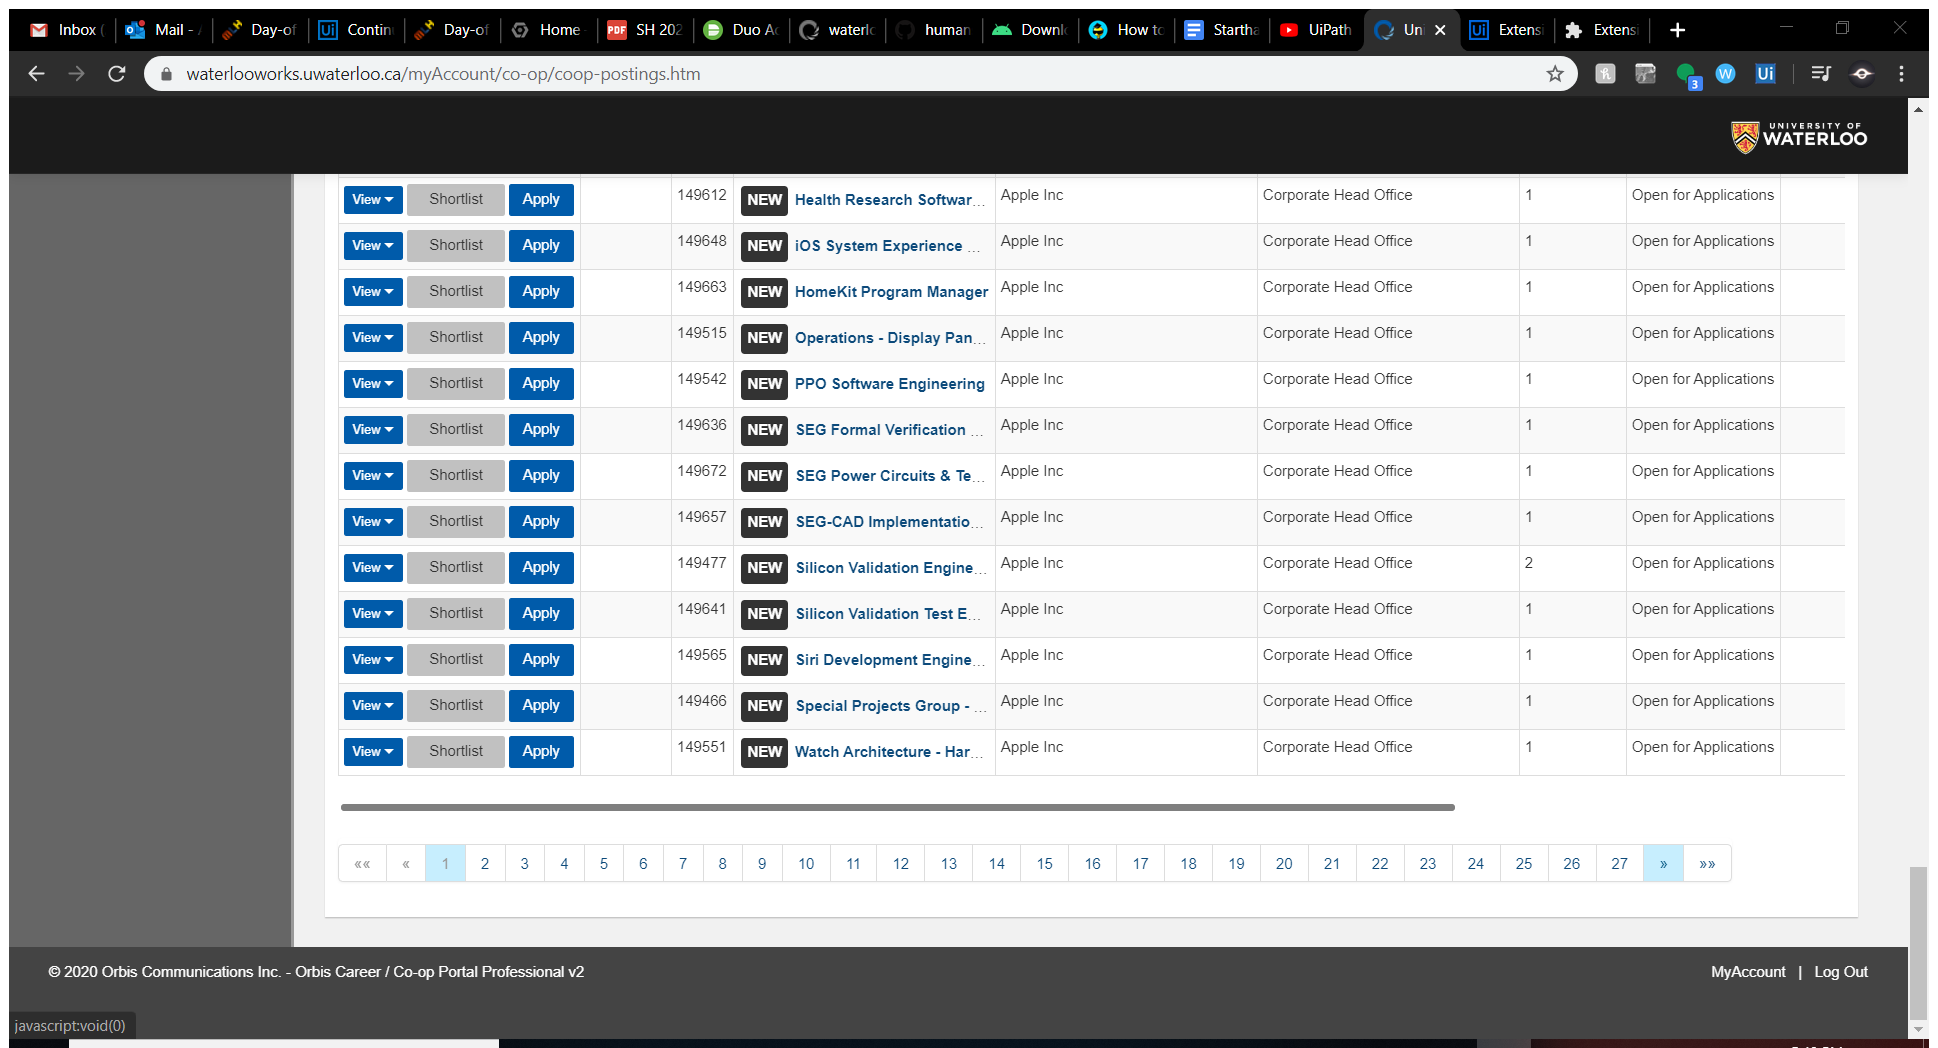 Inbox (
Mail - A
Day-of
Ui Contin
Day-of
Home
PDF SH 202
Duo Ac
waterlo
human
Downlo
How to
Startha
UiPath
Uni
Ui Extensi
Extensi
waterlooworks.uwaterloo.ca/myAccount/co-op/coop-postings.htm
3
W
Ui
UNIVERSITY OF
WATERLOO
View Shortlist Apply 149612 NEW Health Research Softwar... Apple Inc Corporate Head Office 1 Open for Applications
View Shortlist Apply 149648 NEW iOS System Experience ... Apple Inc Corporate Head Office 1 Open for Applications
View Shortlist Apply 149663 NEW HomeKit Program Manager Apple Inc Corporate Head Office 1 Open for Applications
View Shortlist Apply 149515 NEW Operations - Display Pan... Apple Inc Corporate Head Office 1 Open for Applications
View Shortlist Apply 149542 NEW PPO Software Engineering Apple Inc Corporate Head Office 1 Open for Applications
View Shortlist Apply 149636 NEW SEG Formal Verification ... Apple Inc Corporate Head Office 1 Open for Applications
View Shortlist Apply 149672 NEW SEG Power Circuits & Te... Apple Inc Corporate Head Office 1 Open for Applications
View Shortlist Apply 149657 NEW SEG-CAD Implementatio... Apple Inc Corporate Head Office 1 Open for Applications
View Shortlist Apply 149477 NEW Silicon Validation Engine... Apple Inc Corporate Head Office 2 Open for Applications
View Shortlist Apply 149641 NEW Silicon Validation Test E... Apple Inc Corporate Head Office 1 Open for Applications
View Shortlist Apply 149565 NEW Siri Development Engine... Apple Inc Corporate Head Office 1 Open for Applications
View Shortlist Apply 149466 NEW Special Projects Group - ... Apple Inc Corporate Head Office 1 Open for Applications
View Shortlist Apply 149551 NEW Watch Architecture - Har... Apple Inc Corporate Head Office 1 Open for Applications
«« « 1 2 3 4 5 6 7 8 9 10 11 12 13 14 15 16 17 18 19 20 21 22 23 24 25 26 27 » »»
© 2020 Orbis Communications Inc. - Orbis Career / Co-op Portal Professional v2
MyAccount | Log Out
javascript:void(0)